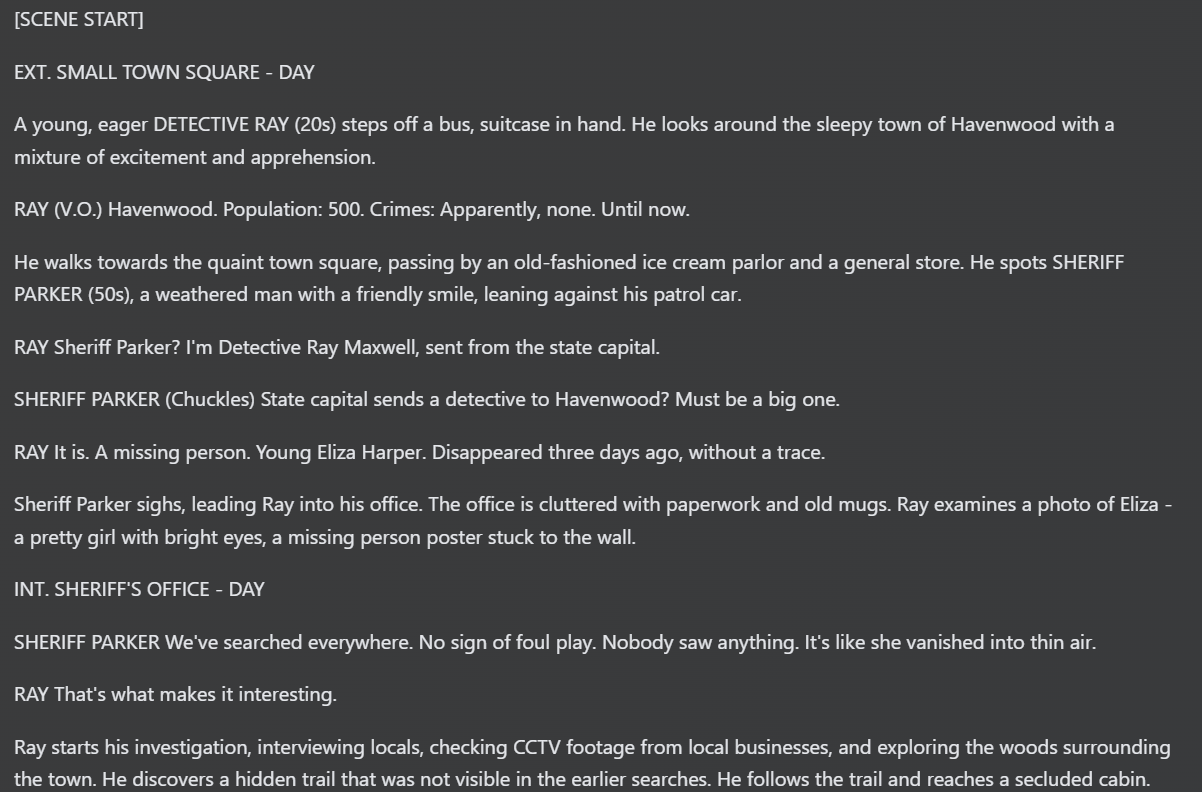 [SCENE START]
EXT. SMALL TOWN SQUARE - DAY
A young, eager DETECTIVE RAY (20s) steps off a bus, suitcase in hand. He looks around the sleepy town of Havenwood with a
mixture of excitement and apprehension.
RAY (V.O.) Havenwood. Population: 500. Crimes: Apparently, none. Until now.
He walks towards the quaint town square, passing by an old-fashioned ice cream parlor and a general store. He spots SHERIFF
PARKER (50s), a weathered man with a friendly smile, leaning against his patrol car.
RAY Sheriff Parker? I'm Detective Ray Maxwell, sent from the state capital.
SHERIFF PARKER (Chuckles) State capital sends a detective to Havenwood? Must be a big one.
RAY It is. A missing person. Young Eliza Harper. Disappeared three days ago, without a trace.
Sheriff Parker sighs, leading Ray into his office. The office is cluttered with paperwork and old mugs. Ray examines a photo of Eliza -
a pretty girl with bright eyes, a missing person poster stuck to the wall.
INT. SHERIFF'S OFFICE - DAY
SHERIFF PARKER We've searched everywhere. No sign of foul play. Nobody saw anything. It's like she vanished into thin air.
RAY That's what makes it interesting.
Ray starts his investigation, interviewing locals, checking CCTV footage from local businesses, and exploring the woods surrounding
the town. He discovers a hidden trail that was not visible in the earlier searches. He follows the trail and reaches a secluded cabin.